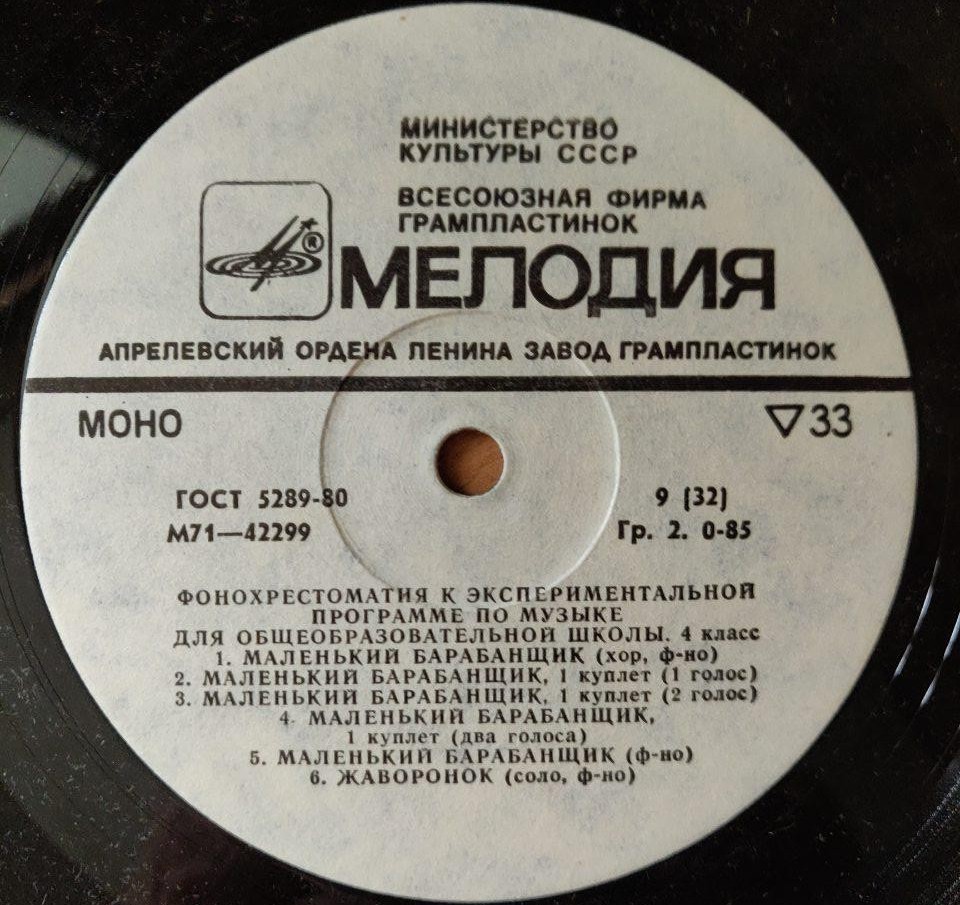 МИНИСТЕРСТВО
КУЛЬТУРЫ СССР
ВСЕСОЮЗНАЯ ФИРМА
ГРАМПЛАСТИНОК
®
МЕЛОДИЯ
АПРЕЛЕВСКИЙ ОРДЕНА ЛЕНИНА ЗАВОД ГРАМПЛАСТИНОК
МОНО
▽33
ГОСТ 5289-80
9 (32)
М71—42299
Гр. 2. 0-85
ФОНОХРЕСТОМАТИЯ К ЭКСПЕРИМЕНТАЛЬНОЙ
ПРОГРАММЕ ПО МУЗЫКЕ
ДЛЯ ОБЩЕОБРАЗОВАТЕЛЬНОЙ ШКОЛЫ. 4 класс
1. МАЛЕНЬКИЙ БАРАБАНЩИК (хор, ф-но)
2. МАЛЕНЬКИЙ БАРАБАНЩИК, 1 куплет (1 голос)
3. МАЛЕНЬКИЙ БАРАБАНЩИК, 1 куплет (2 голос)
4. МАЛЕНЬКИЙ БАРАБАНЩИК,
1 куплет (два голоса)
5. МАЛЕНЬКИЙ БАРАБАНЩИК (ф-но)
6. ЖАВОРОНОК (соло, ф-но)